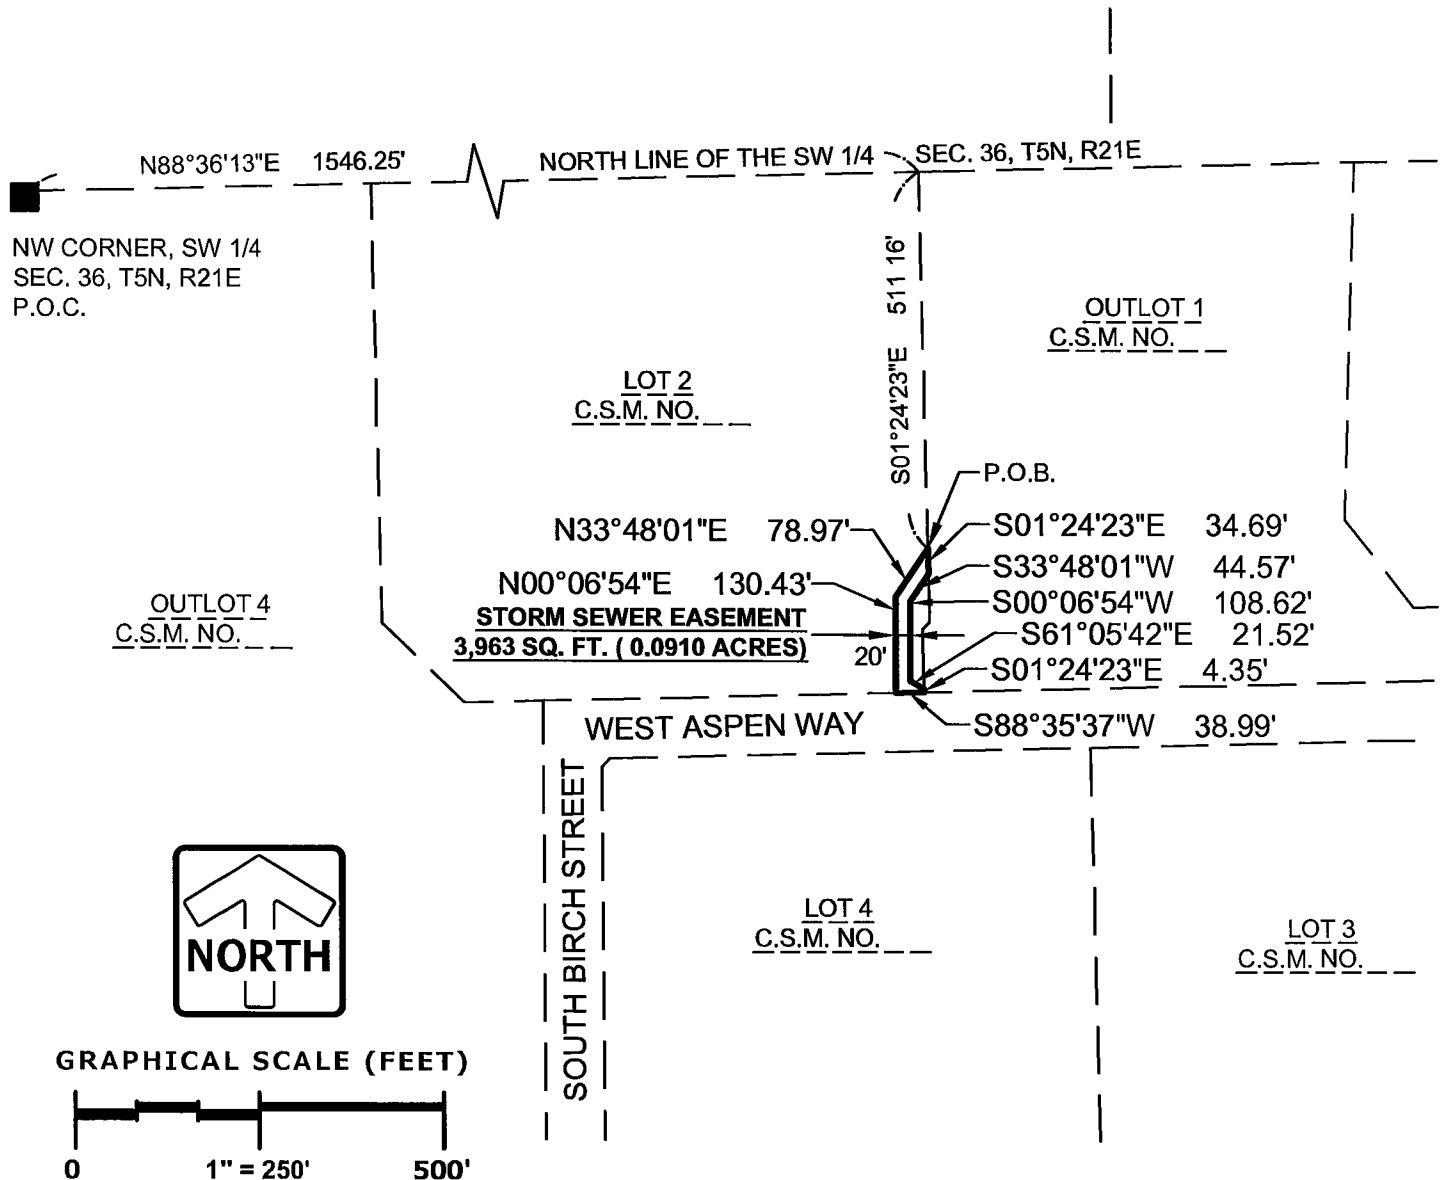 N88°36'13"E 1546.25'
NORTH LINE OF THE SW 1/4
SEC. 36, T5N, R21E
NW CORNER, SW 1/4
SEC. 36, T5N, R21E
P.O.C.
S01°24'23"E 511 16'
OUTLOT 1
C.S.M. NO.
LOT 2
C.S.M. NO.
P.O.B.
N33°48'01"E 78.97'
S01°24'23"E 34.69'
S33°48'01"W 44.57'
N00°06'54"E 130.43'
S00°06'54"W 108.62'
STORM SEWER EASEMENT
3,963 SQ. FT. ( 0.0910 ACRES)
20'
S61°05'42"E 21.52'
S01°24'23"E 4.35'
S88°35'37"W 38.99'
OUTLOT 4
C.S.M. NO.
WEST ASPEN WAY
SOUTH BIRCH STREET
LOT 4
C.S.M. NO.
LOT 3
C.S.M. NO.
NORTH
GRAPHICAL SCALE (FEET)
0 1" = 250' 500'